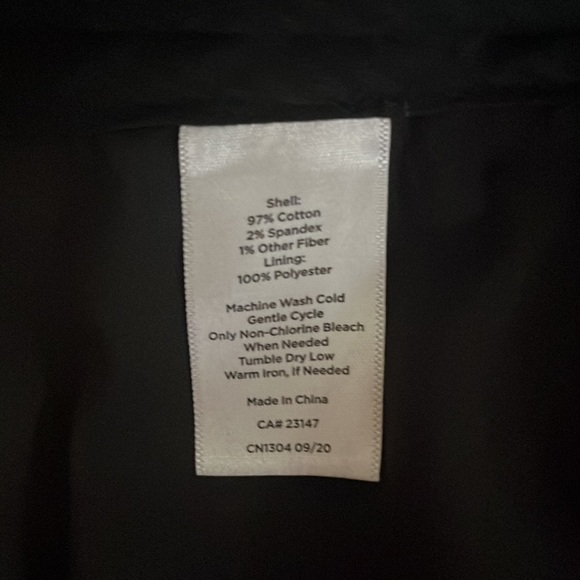 Shell:
97% Cotton
2% Spandex
1% Other Fiber
Lining:
100% Polyester
Machine Wash Cold
Gentle Cycle
Only Non-Chlorine Bleach
When Needed
Tumble Dry Low
Warm Iron, If Needed
Made In China
CA# 23147
CN1304 09/20